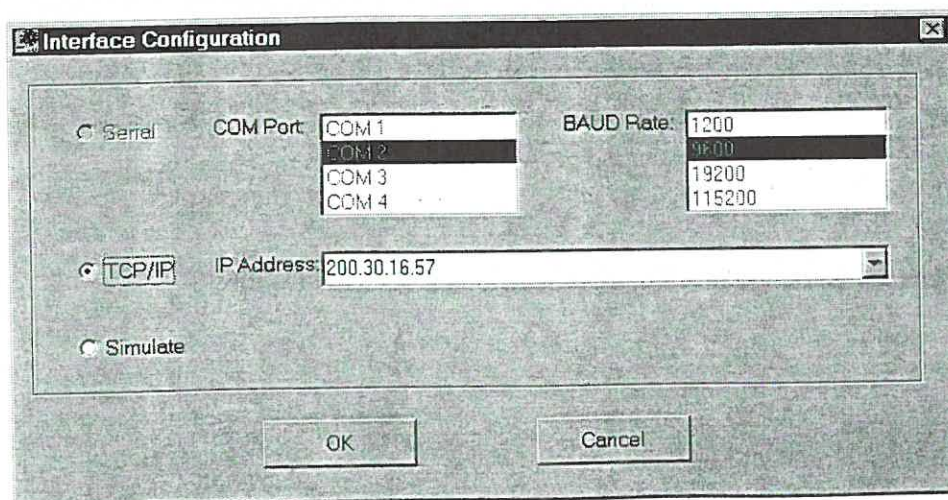 Interface Configuration
Serial
COM Port:
COM 1
COM 2
COM 3
COM 4
BAUD Rate:
1200
9600
19200
115200
TCP/IP
IP Address:
200.30.16.57
Simulate
OK
Cancel